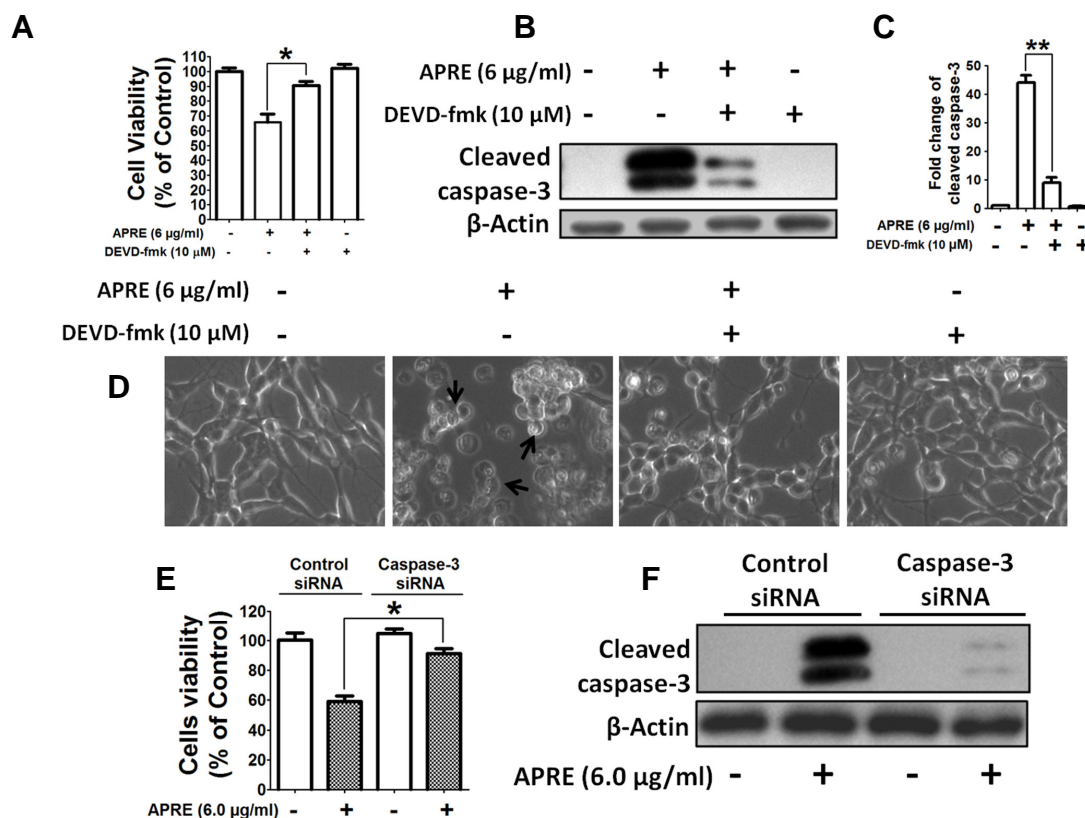 A
Cell Viability
(% of Control)
110
100
90
80
70
60
50
40
30
20
10
0
*
APRE (6 μg/ml) - + + -
DEVD-fmk (10 μM) - - + +
B
APRE (6 μg/ml) - + + -
DEVD-fmk (10 μM) - - + +
Cleaved
caspase-3
β-Actin
C
Fold change of
cleaved caspase-3
50
40
30
20
10
0
**
APRE (6 μg/ml) - + + -
DEVD-fmk (10 μM) - - + +
APRE (6 μg/ml) - + + -
DEVD-fmk (10 μM) - - + +
D
E
Control
siRNA
Caspase-3
siRNA
Cells viability
(% of Control)
120
100
80
60
40
20
0
*
APRE (6.0 μg/ml) - + - +
F
Control
siRNA
Caspase-3
siRNA
Cleaved
caspase-3
β-Actin
APRE (6.0 μg/ml) - + - +